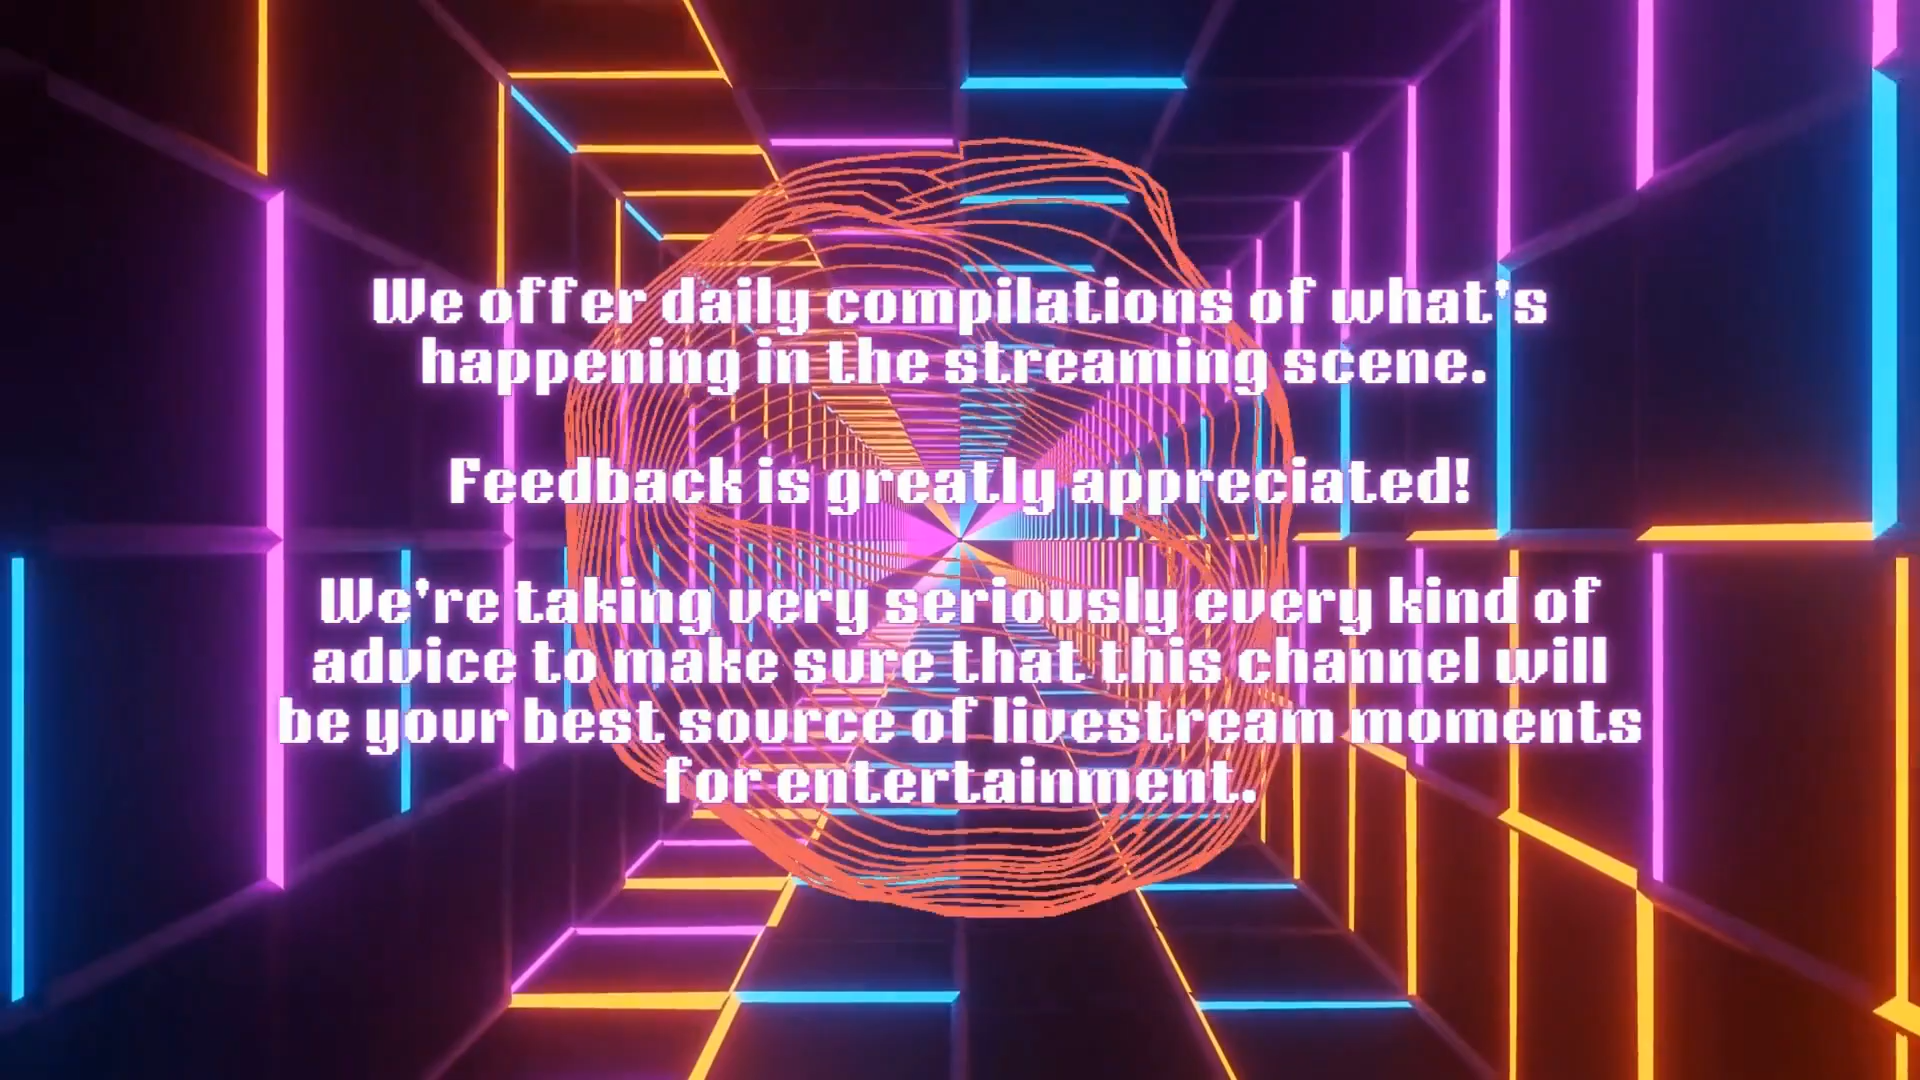 We offer daily compilations of what's
happening in the streaming scene.
Feedback is greatly appreciated!
We're taking very seriously every kind of
advice to make sure that this channel will
be your best source of livestream moments
for entertainment.